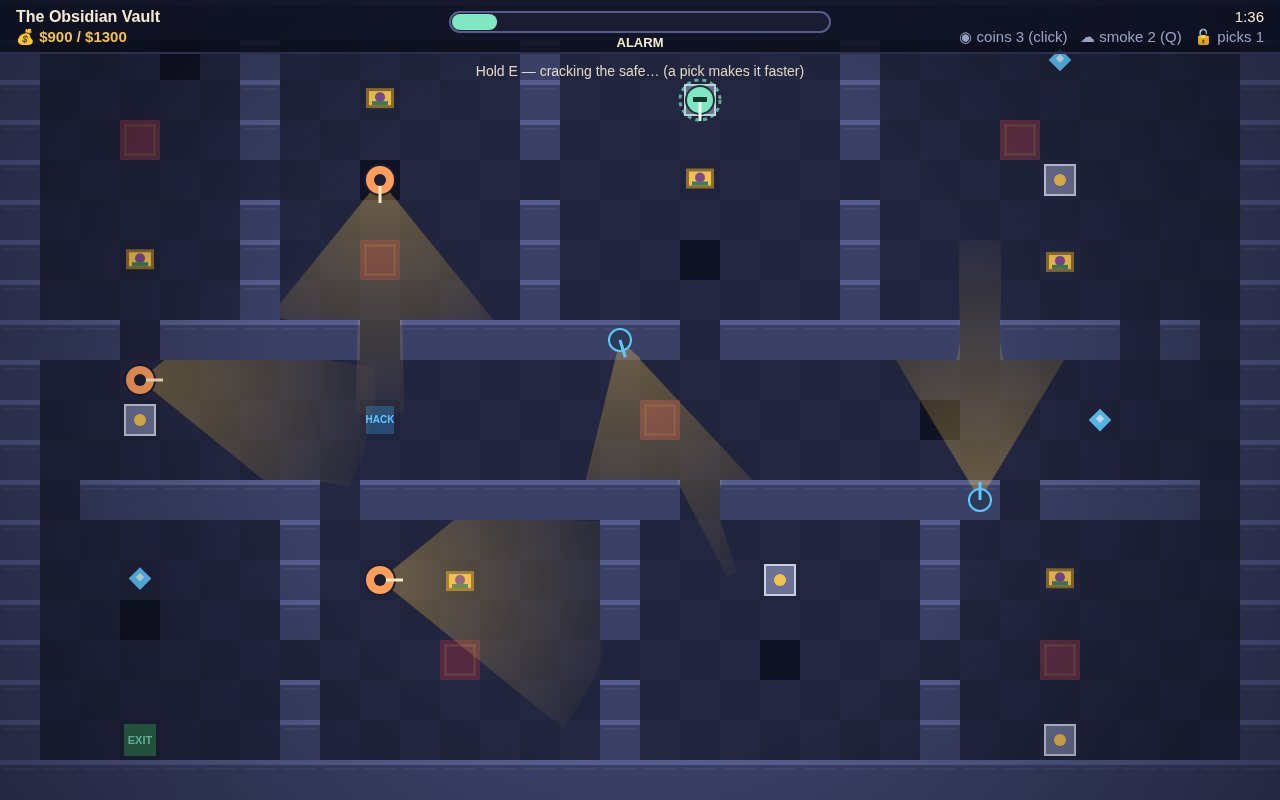 The Obsidian Vault
1:36
💰 $900 / $1300
ALARM
◉ coins 3 (click) ☁ smoke 2 (Q) 🔓 picks 1
Hold E — cracking the safe… (a pick makes it faster)
HACK
EXIT